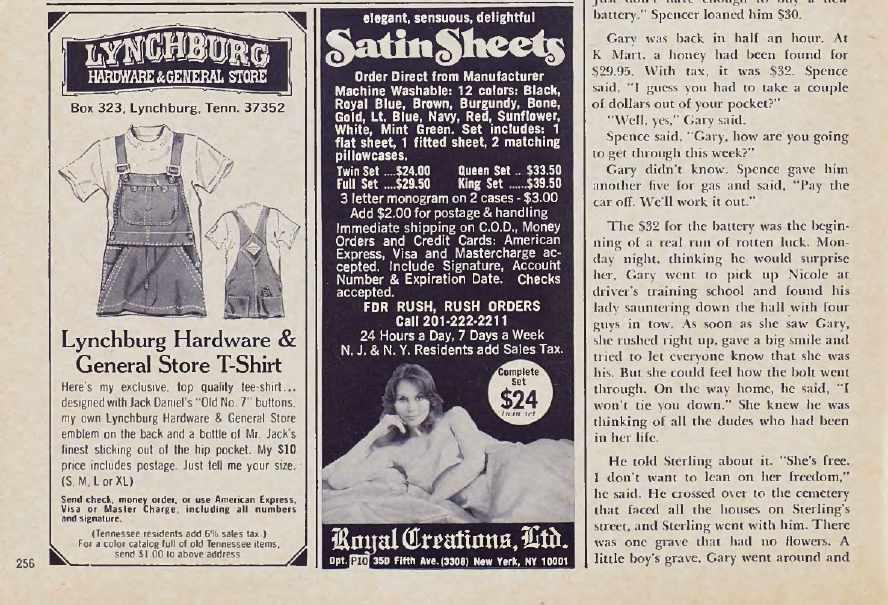 LYNCHBURG
HARDWARE & GENERAL STORE
Box 323, Lynchburg, Tenn. 37352
Lynchburg Hardware &
General Store T-Shirt
Here's my exclusive, top quality tee-shirt...
designed with Jack Daniel's "Old No. 7" buttons,
my own Lynchburg Hardware & General Store
emblem on the back and a bottle of Mr. Jack's
finest sticking out of the hip pocket. My $10
price includes postage. Just tell me your size.
(S, M, L or XL)
Send check, money order, or use American Express,
Visa or Master Charge, including all numbers
and signature.
(Tennessee residents add 6% sales tax.)
For a color catalog full of old Tennessee items,
send $1.00 to above address
256
elegant, sensuous, delightful
Satin Sheets
Order Direct from Manufacturer
Machine Washable: 12 colors: Black,
Royal Blue, Brown, Burgundy, Bone,
Gold, Lt. Blue, Navy, Red, Sunflower,
White, Mint Green. Set includes: 1
flat sheet, 1 fitted sheet, 2 matching
pillowcases.
Twin Set ....$24.00 Queen Set .. $33.50
Full Set ....$29.50 King Set ......$39.50
3 letter monogram on 2 cases - $3.00
Add $2.00 for postage & handling
Immediate shipping on C.O.D., Money
Orders and Credit Cards: American
Express, Visa and Mastercharge ac-
cepted. Include Signature, Account
Number & Expiration Date. Checks
accepted.
FOR RUSH, RUSH ORDERS
Call 201-222-2211
24 Hours a Day, 7 Days a Week
N. J. & N. Y. Residents add Sales Tax.
Complete
Set
$24
Twin set
Royal Creations, Ltd.
Dpt. P10 350 Fifth Ave. (3308) New York, NY 10001
battery." Spencer loaned him $30.
Gary was back in half an hour. At
K Mart, a honey had been found for
$29.95. With tax, it was $32. Spence
said, "I guess you had to take a couple
of dollars out of your pocket?"
"Well, yes," Gary said.
Spence said, "Gary, how are you going
to get through this week?"
Gary didn't know. Spence gave him
another five for gas and said, "Pay the
car off. We'll work it out."
The $32 for the battery was the begin-
ning of a real run of rotten luck. Mon-
day night, thinking he would surprise
her, Gary went to pick up Nicole at
driver's training school and found his
lady sauntering down the hall with four
guys in tow. As soon as she saw Gary,
she rushed right up, gave a big smile and
tried to let everyone know that she was
his. But she could feel how the bolt went
through. On the way home, he said, "I
won't tie you down." She knew he was
thinking of all the dudes who had been
in her life.
He told Sterling about it. "She's free.
I don't want to lean on her freedom,"
he said. He crossed over to the cemetery
that faced all the houses on Sterling's
street, and Sterling went with him. There
was one grave that had no flowers. A
little boy's grave. Gary went around and